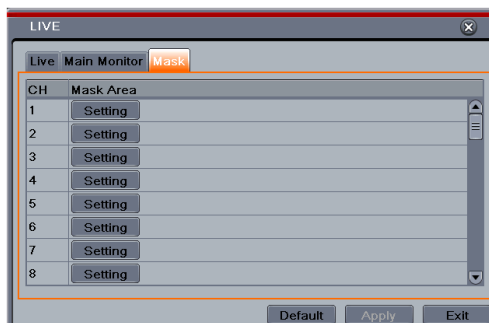 LIVE
Live Main Monitor Mask
CH Mask Area
1 Setting
2 Setting
3 Setting
4 Setting
5 Setting
6 Setting
7 Setting
8 Setting
Default Apply Exit